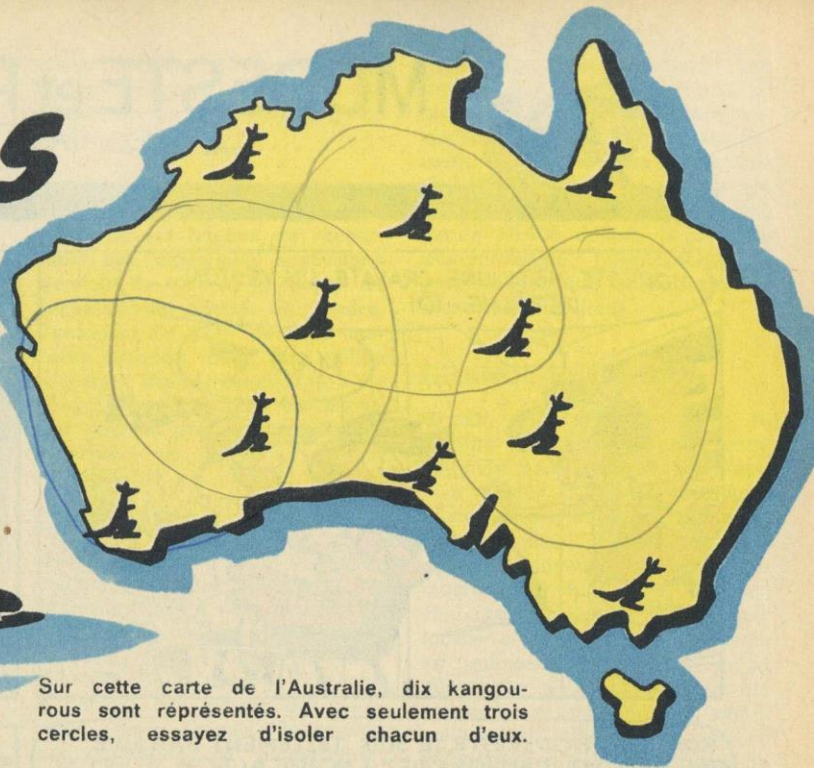 S
Sur cette carte de l'Australie, dix kangou-
rous sont réprésentés. Avec seulement trois
cercles, essayez d'isoler chacun d'eux.